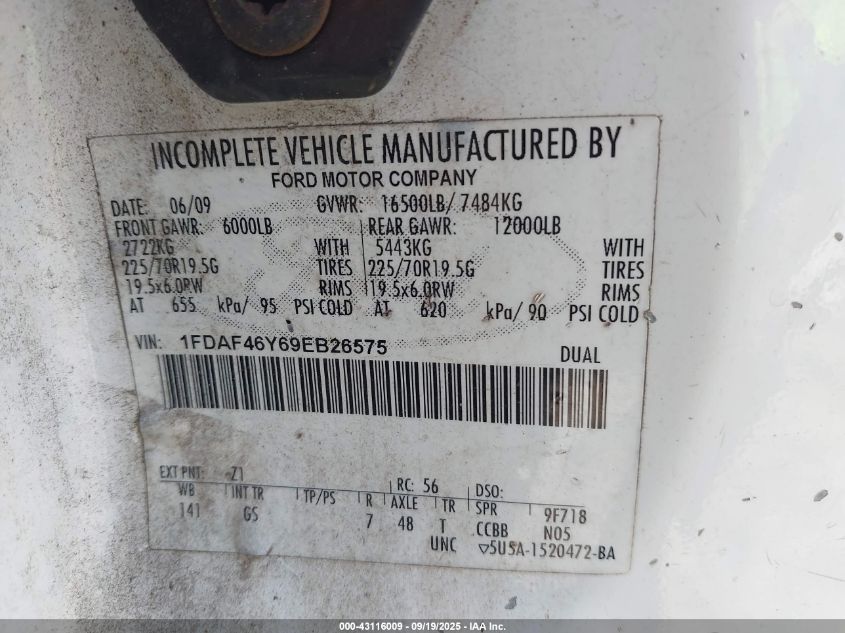 INCOMPLETE VEHICLE MANUFACTURED BY
FORD MOTOR COMPANY
DATE: 06/09 GVWR: 16500LB/ 7484KG
FRONT GAWR: 6000LB REAR GAWR: 12000LB
2722KG WITH 5443KG WITH
225/70R19.5G TIRES 225/70R19.5G TIRES
19.5x6.0RW RIMS 19.5x6.0RW RIMS
AT 655 kPa/ 95 PSI COLD AT 620 kPa/ 90 PSI COLD
VIN: 1FDAF46Y69EB26575 DUAL
EXT PNT: Z1 RC: 56 DSO:
WB INT TR TP/PS R AXLE TR SPR 9F718
141 GS 7 48 T CCBB N05
UNC ▽5U5A-1520472-BA
000-43116009 - 09/19/2025 - IAA Inc.